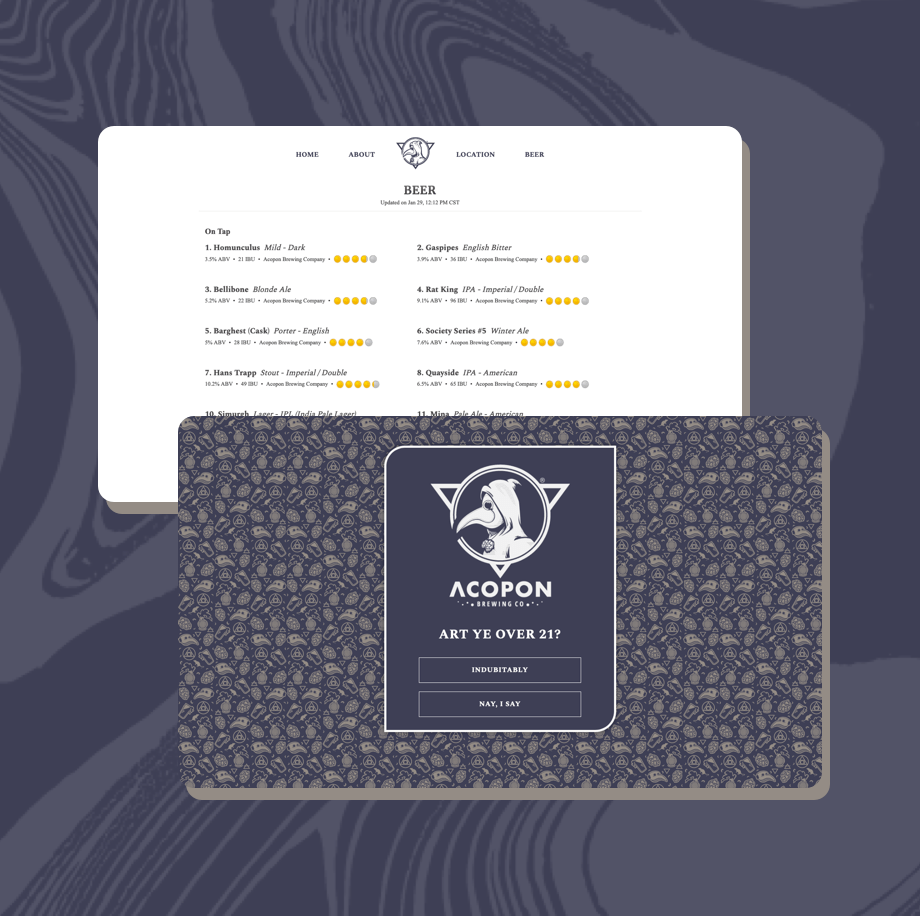 HOME ABOUT LOCATION BEER
BEER
Updated on Jan 29, 12:12 PM CST
On Tap
1. Homunculus Mild - Dark
3.5% ABV • 21 IBU • Acopon Brewing Company •
2. Gaspipes English Bitter
3.9% ABV • 36 IBU • Acopon Brewing Company •
3. Bellibone Blonde Ale
5.2% ABV • 22 IBU • Acopon Brewing Company •
4. Rat King IPA - Imperial / Double
9.1% ABV • 96 IBU • Acopon Brewing Company •
5. Barghest (Cask) Porter - English
5% ABV • 28 IBU • Acopon Brewing Company •
6. Society Series #5 Winter Ale
7.6% ABV • Acopon Brewing Company •
7. Hans Trapp Stout - Imperial / Double
10.2% ABV • 49 IBU • Acopon Brewing Company •
8. Quayside IPA - American
6.5% ABV • 65 IBU • Acopon Brewing Company •
10. Simurgh Lager - IPL (India Pale Lager)
11. Mina Pale Ale - American
ACOPON
BREWING CO
ART YE OVER 21?
INDUBITABLY
NAY, I SAY